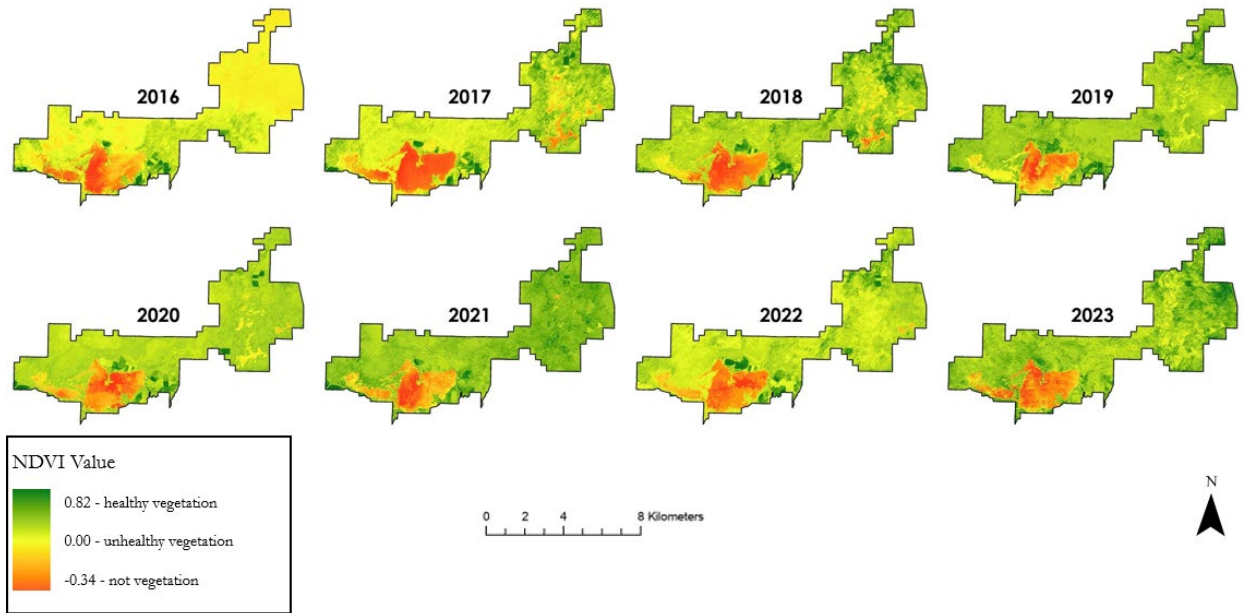 2016
2017
2018
2019
2020
2021
2022
2023
NDVI Value
0.82 - healthy vegetation
0.00 - unhealthy vegetation
-0.34 - not vegetation
0 2 4 8 Kilometers
N